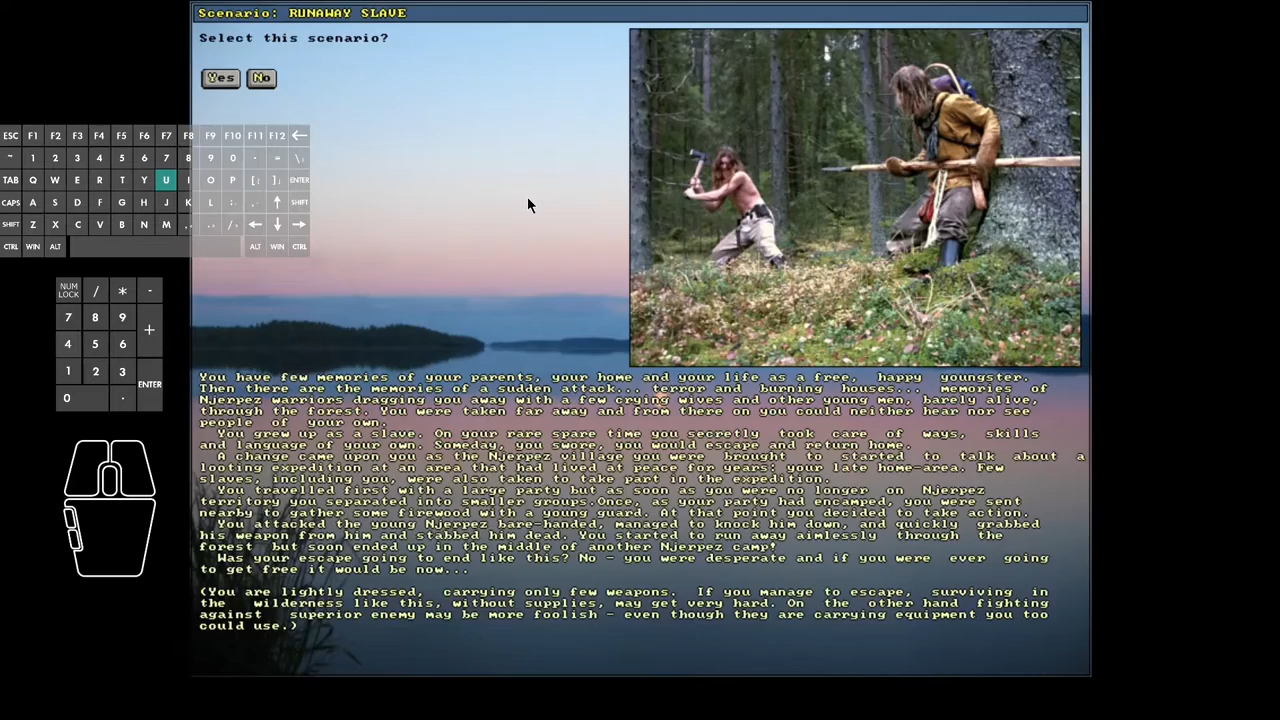 Scenario: RUNAWAY SLAVE
Select this scenario?
Yes No
ESC F1 F2 F3 F4 F5 F6 F7 F8 F9 F10 F11 F12 ←
~ 1 2 3 4 5 6 7 8 9 0 - = \
TAB Q W E R T Y U I O P [ ] ENTER
CAPS A S D F G H J K L ; ↑ SHIFT
SHIFT Z X C V B N M , . / ← ↓ →
CTRL WIN ALT ALT WIN CTRL
NUM LOCK / * -
7 8 9 +
4 5 6
1 2 3 ENTER
0 .
You have few memories of your parents, your home and your life as a free, happy youngster.
Then there are the memories of a sudden attack... terror and burning houses... memories of
Njerpez warriors dragging you away with a few crying wives and other young men, barely alive,
through the forest. You were taken far away and from there on you could neither hear nor see
people of your own.
You grew up as a slave. On your rare spare time you secretly took care of ways, skills
and language of your own. Someday, you swore, you would escape and return home.
A change came upon you as the Njerpez village you were brought to started to talk about a
looting expedition at an area that had lived at peace for years: your late home-area. Few
slaves, including you, were also taken to take part in the expedition.
You travelled first with a large party but as soon as you were no longer on Njerpez
territory you separated into smaller groups.Once, as your party had encamped, you were sent
nearby to gather some firewood with a young guard. At that point you decided to take action.
You attacked the young Njerpez bare-handed, managed to knock him down, and quickly grabbed
his weapon from him and stabbed him dead. You started to run away aimlessly through the
forest but soon ended up in the middle of another Njerpez camp!
Was your escape going to end like this? No - you were desperate and if you were ever going
to get free it would be now...
(You are lightly dressed, carrying only few weapons. If you manage to escape, surviving in
the wilderness like this, without supplies, may get very hard. On the other hand fighting
against superior enemy may be more foolish - even though they are carrying equipment you too
could use.)